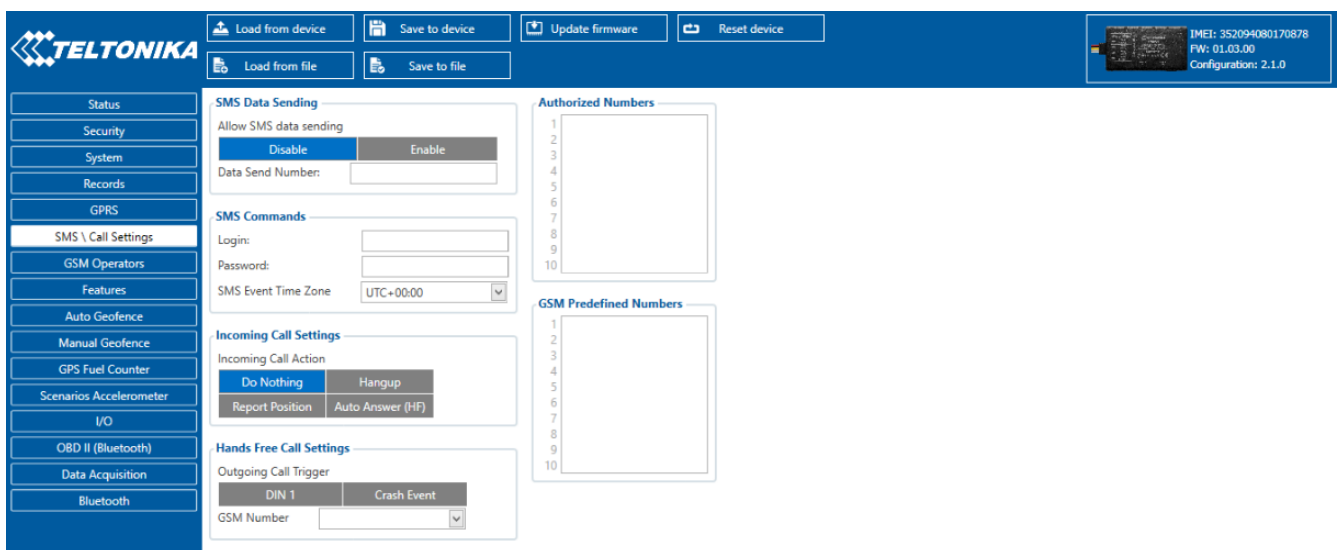 TELTONIKA
Load from device
Save to device
Update firmware
Reset device
Load from file
Save to file
IMEI: 352094080170878
FW: 01.03.00
Configuration: 2.1.0
Status
Security
System
Records
GPRS
SMS \ Call Settings
GSM Operators
Features
Auto Geofence
Manual Geofence
GPS Fuel Counter
Scenarios Accelerometer
I/O
OBD II (Bluetooth)
Data Acquisition
Bluetooth
SMS Data Sending
Allow SMS data sending
Disable Enable
Data Send Number:
SMS Commands
Login:
Password:
SMS Event Time Zone UTC+00:00
Incoming Call Settings
Incoming Call Action
Do Nothing Hangup
Report Position Auto Answer (HF)
Hands Free Call Settings
Outgoing Call Trigger
DIN 1 Crash Event
GSM Number
Authorized Numbers
1
2
3
4
5
6
7
8
9
10
GSM Predefined Numbers
1
2
3
4
5
6
7
8
9
10